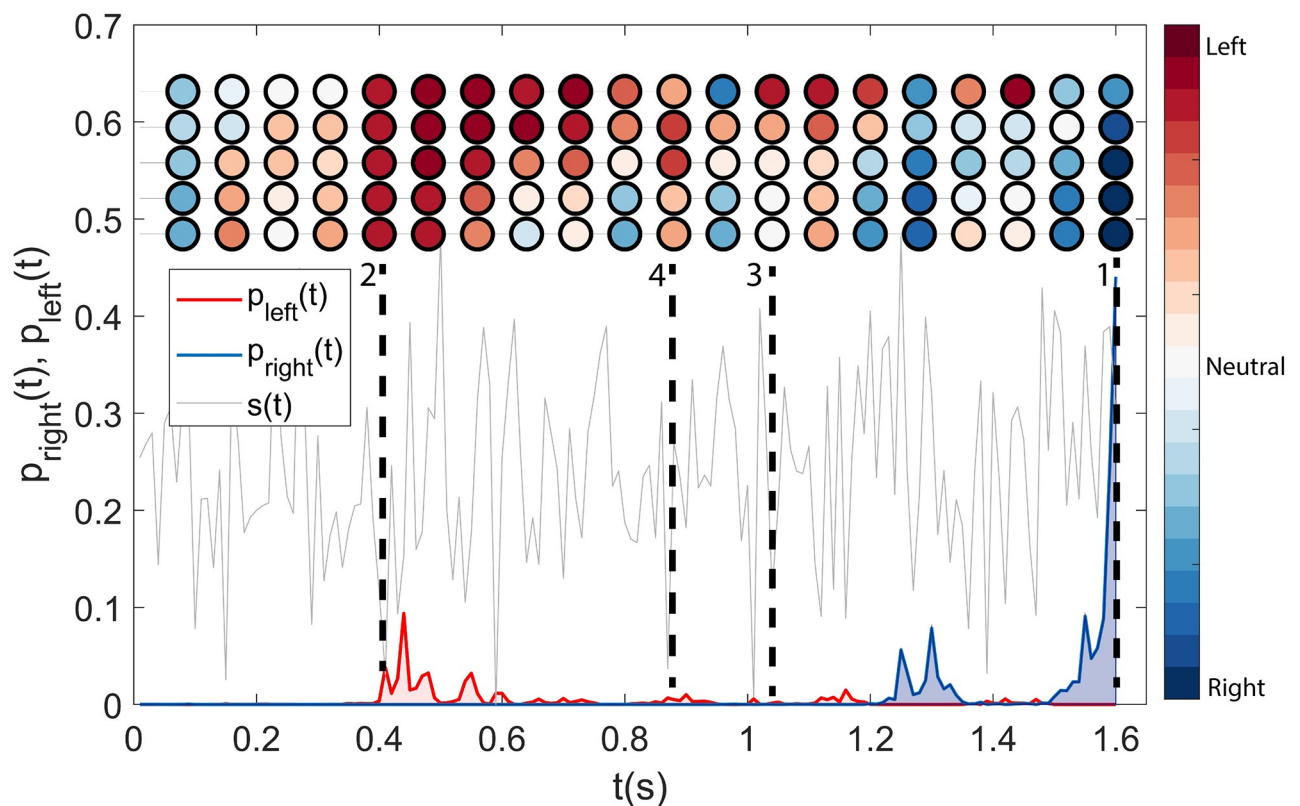 0.7
0.6
0.5
0.4
0.3
0.2
0.1
0
p_right(t), p_left(t)
2
4
3
1
p_left(t)
p_right(t)
s(t)
0 0.2 0.4 0.6 0.8 1 1.2 1.4 1.6
t(s)
Left
Neutral
Right